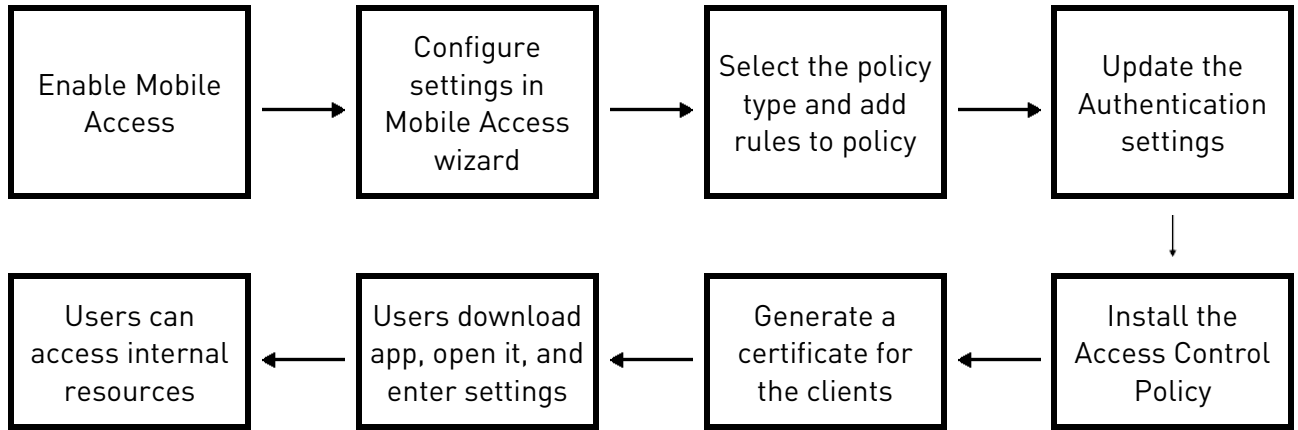 Enable Mobile
Access
Configure
settings in
Mobile Access
wizard
Select the policy
type and add
rules to policy
Update the
Authentication
settings
Install the
Access Control
Policy
Generate a
certificate for
the clients
Users download
app, open it, and
enter settings
Users can
access internal
resources